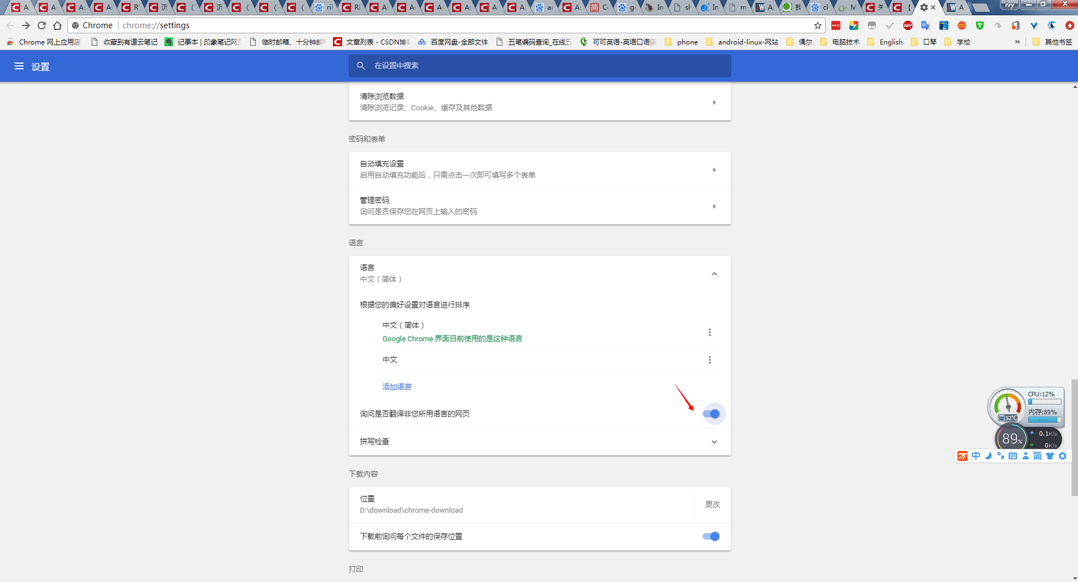 Chrome | chrome://settings
Chrome 网上应用店
收藏到有道云笔记
记事本 | 印象笔记网
临时邮箱、十分钟
文章列表 - CSDN
百度网盘-全部文件
五笔编码查询_在线
可可英语-英语口语
phone
android-linux-网站
偶尔
电脑技术
English
口琴
学校
»
其他书签
设置
在设置中搜索
清除浏览数据
清除浏览记录、Cookie、缓存及其他数据
密码和表单
自动填充设置
启用自动填充功能后，只需点击一次即可填写多个表单
管理密码
询问是否保存您在网页上输入的密码
语言
语言
中文（简体）
根据您的偏好设置对语言进行排序
中文（简体）
Google Chrome 界面目前使用的是这种语言
中文
添加语言
询问是否翻译非您所用语言的网页
拼写检查
下载内容
位置
D:\download\chrome-download
更改
下载前询问每个文件的保存位置
打印
CPU:12%
内存:89%
89%
0.1K/s
0K/s
中
简